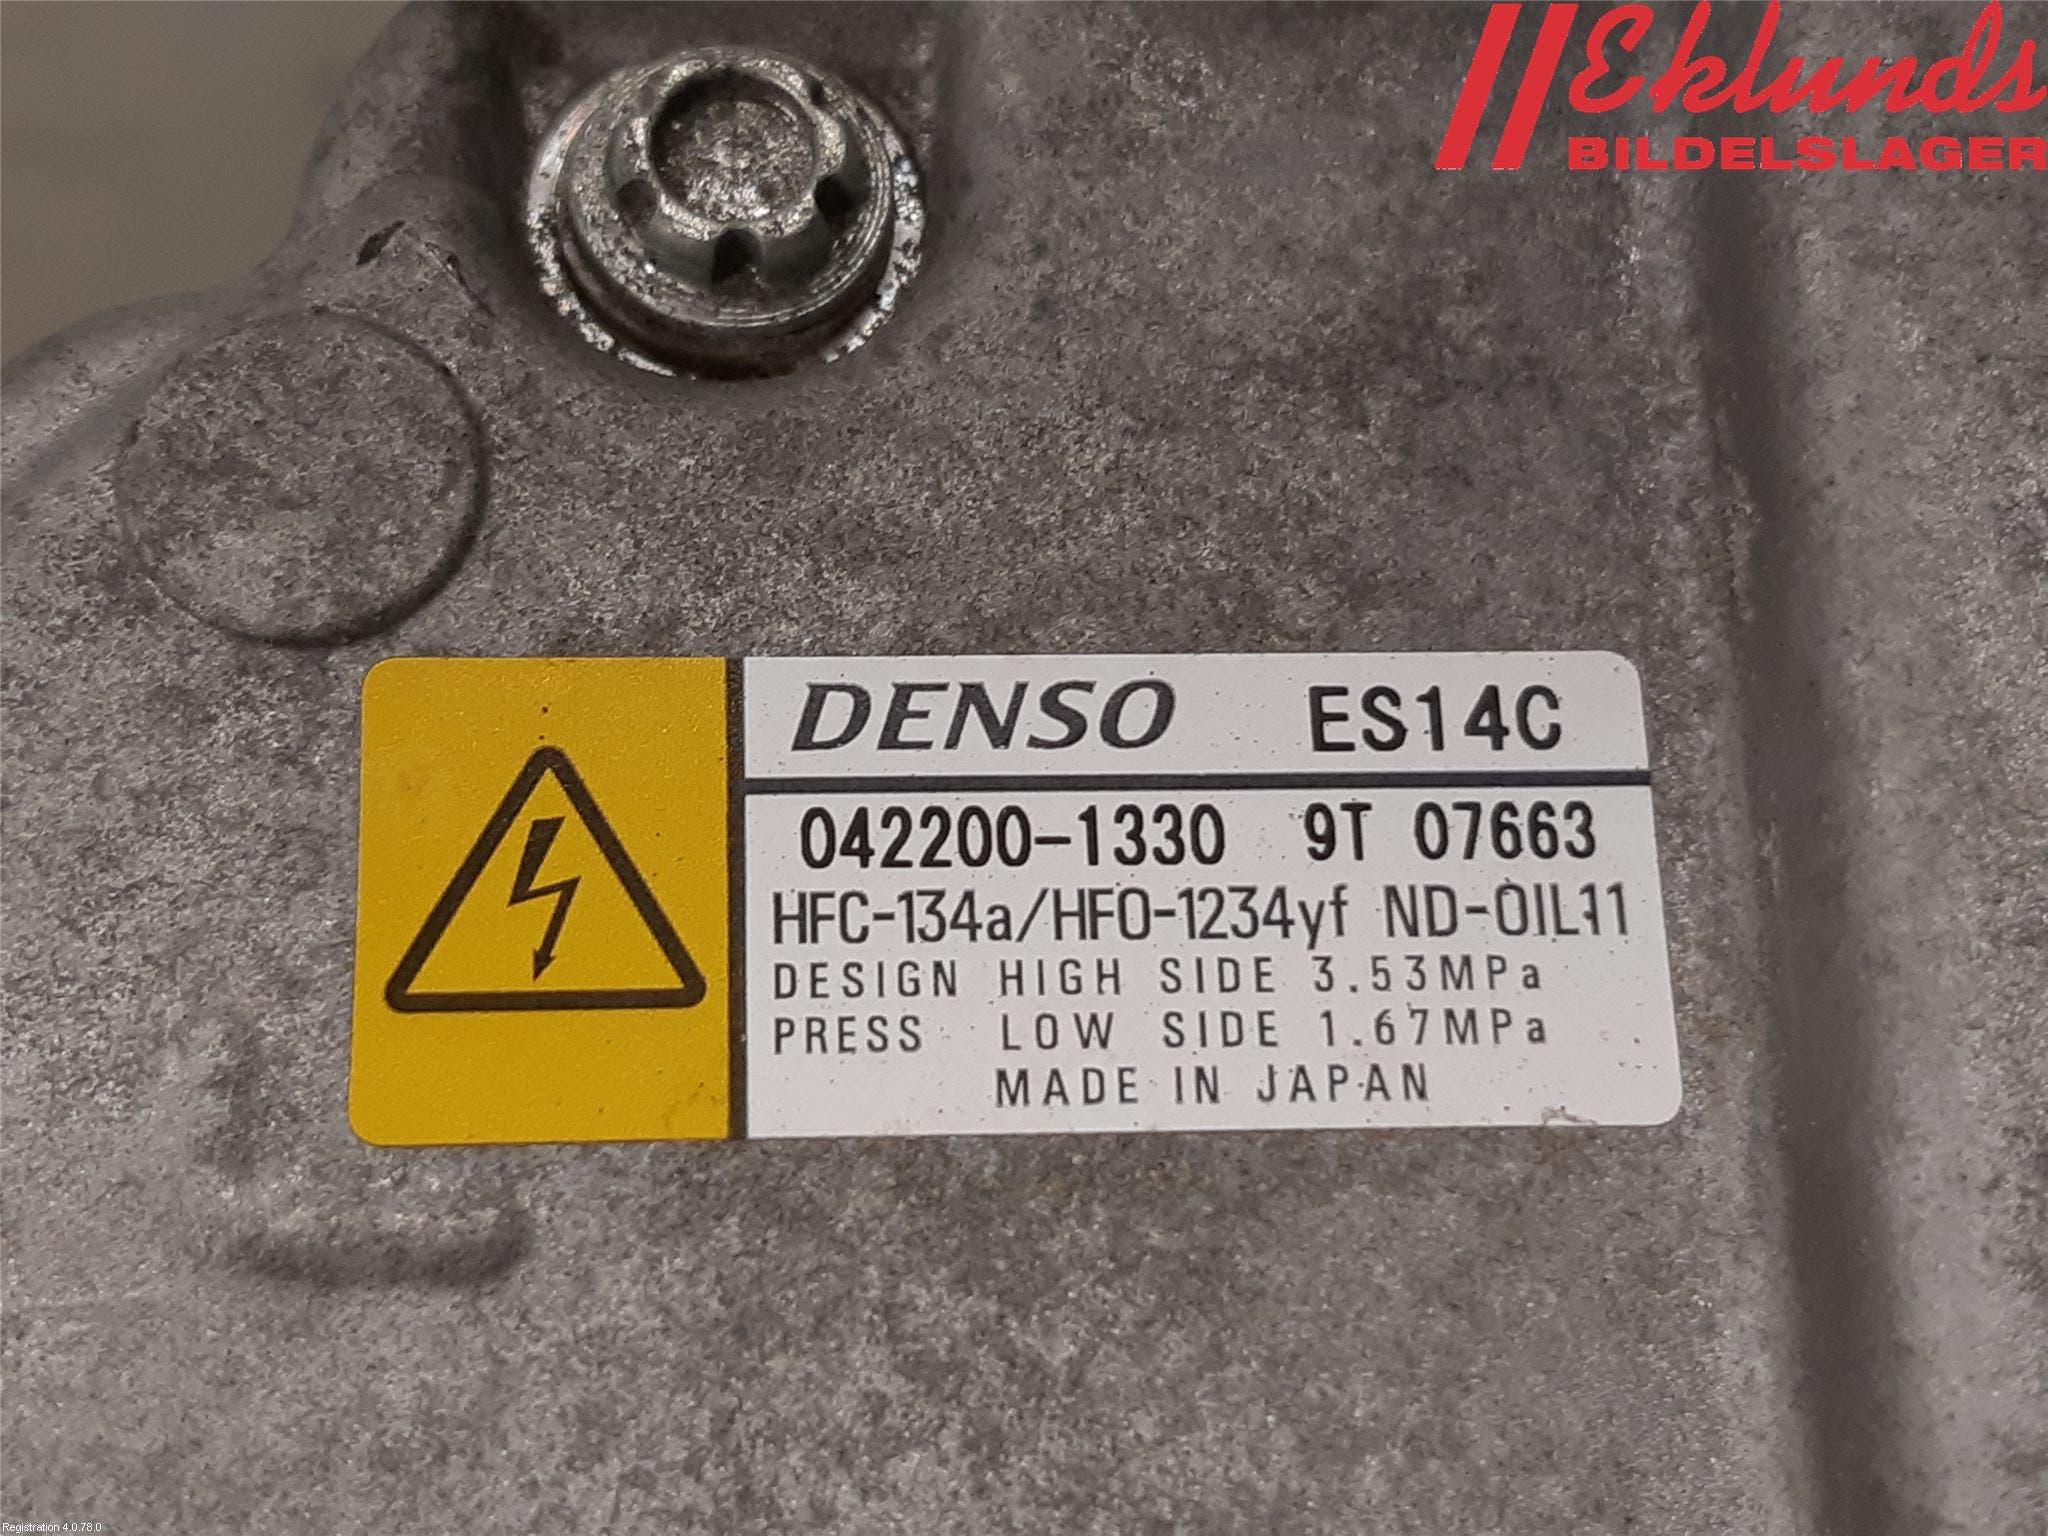 Eklunds
BILDELSLAGER
DENSO ES14C
042200-1330 9T 07663
HFC-134a/HFO-1234yf ND-OIL11
DESIGN HIGH SIDE 3.53MPa
PRESS LOW SIDE 1.67MPa
MADE IN JAPAN
Registration 4.0.78.0